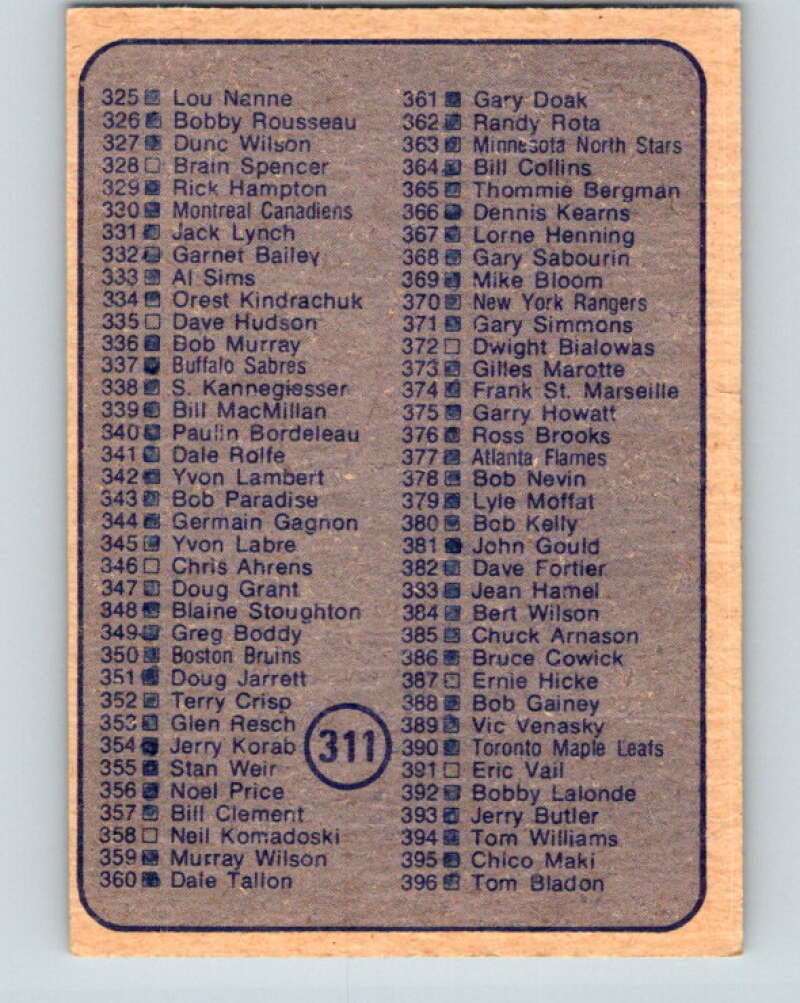 325 Lou Nanne
326 Bobby Rousseau
327 Dunc Wilson
328 Brain Spencer
329 Rick Hampton
330 Montreal Canadiens
331 Jack Lynch
332 Garnet Bailey
333 Al Sims
334 Orest Kindrachuk
335 Dave Hudson
336 Bob Murray
337 Buffalo Sabres
338 S. Kannegiesser
339 Bill MacMillan
340 Paulin Bordeleau
341 Dale Rolfe
342 Yvon Lambert
343 Bob Paradise
344 Germain Gagnon
345 Yvon Labre
346 Chris Ahrens
347 Doug Grant
348 Blaine Stoughton
349 Greg Boddy
350 Boston Bruins
351 Doug Jarrett
352 Terry Crisp
353 Glen Resch
354 Jerry Korab
355 Stan Weir
356 Noel Price
357 Bill Clement
358 Neil Komadoski
359 Murray Wilson
360 Dale Tallon
311
361 Gary Doak
362 Randy Rota
363 Minnesota North Stars
364 Bill Collins
365 Thommie Bergman
366 Dennis Kearns
367 Lorne Henning
368 Gary Sabourin
369 Mike Bloom
370 New York Rangers
371 Gary Simmons
372 Dwight Bialowas
373 Gilles Marotte
374 Frank St. Marseille
375 Garry Howatt
376 Ross Brooks
377 Atlanta Flames
378 Bob Nevin
379 Lyle Moffat
380 Bob Kelly
381 John Gould
382 Dave Fortier
333 Jean Hamel
384 Bert Wilson
385 Chuck Arnason
386 Bruce Cowick
387 Ernie Hicke
388 Bob Gainey
389 Vic Venasky
390 Toronto Maple Leafs
391 Eric Vail
392 Bobby Lalonde
393 Jerry Butler
394 Tom Williams
395 Chico Maki
396 Tom Bladon